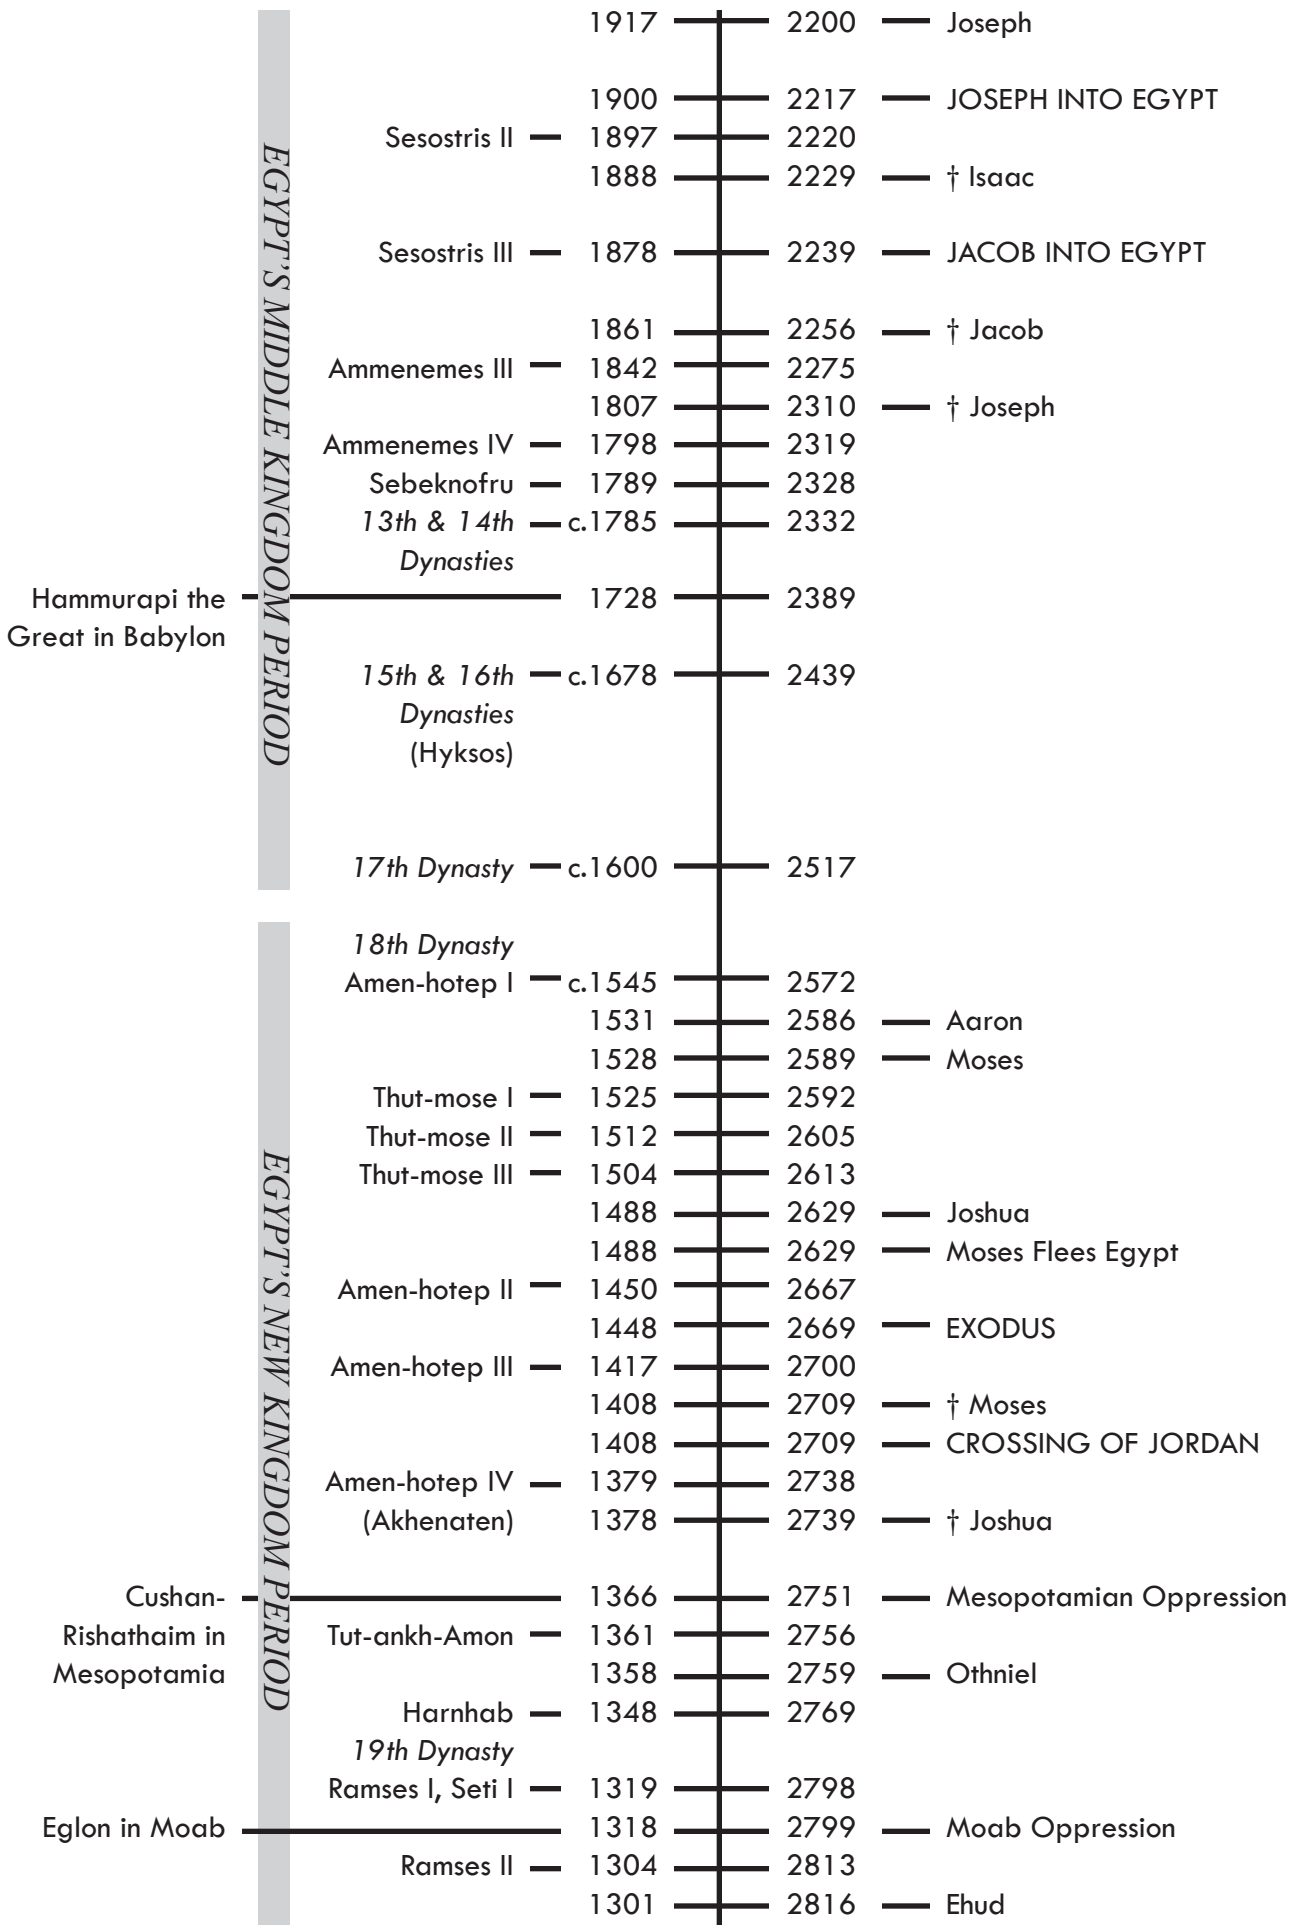 1917 2200 Joseph
1900 2217 JOSEPH INTO EGYPT
Sesostris II 1897 2220
1888 2229 † Isaac
Sesostris III 1878 2239 JACOB INTO EGYPT
1861 2256 † Jacob
Ammenemes III 1842 2275
1807 2310 † Joseph
Ammenemes IV 1798 2319
Sebeknofru 1789 2328
13th & 14th c.1785 2332
Dynasties
Hammurapi the 1728 2389
Great in Babylon
15th & 16th c.1678 2439
Dynasties
(Hyksos)
17th Dynasty c.1600 2517
EGYPT'S MIDDLE KINGDOM PERIOD
18th Dynasty
Amen-hotep I c.1545 2572
1531 2586 Aaron
1528 2589 Moses
Thut-mose I 1525 2592
Thut-mose II 1512 2605
Thut-mose III 1504 2613
1488 2629 Joshua
1488 2629 Moses Flees Egypt
Amen-hotep II 1450 2667
1448 2669 EXODUS
Amen-hotep III 1417 2700
1408 2709 † Moses
1408 2709 CROSSING OF JORDAN
Amen-hotep IV 1379 2738
(Akhenaten) 1378 2739 † Joshua
Cushan- 1366 2751 Mesopotamian Oppression
Rishathaim in Tut-ankh-Amon 1361 2756
Mesopotamia 1358 2759 Othniel
Harnhab 1348 2769
19th Dynasty
Ramses I, Seti I 1319 2798
Eglon in Moab 1318 2799 Moab Oppression
Ramses II 1304 2813
1301 2816 Ehud
EGYPT'S NEW KINGDOM PERIOD